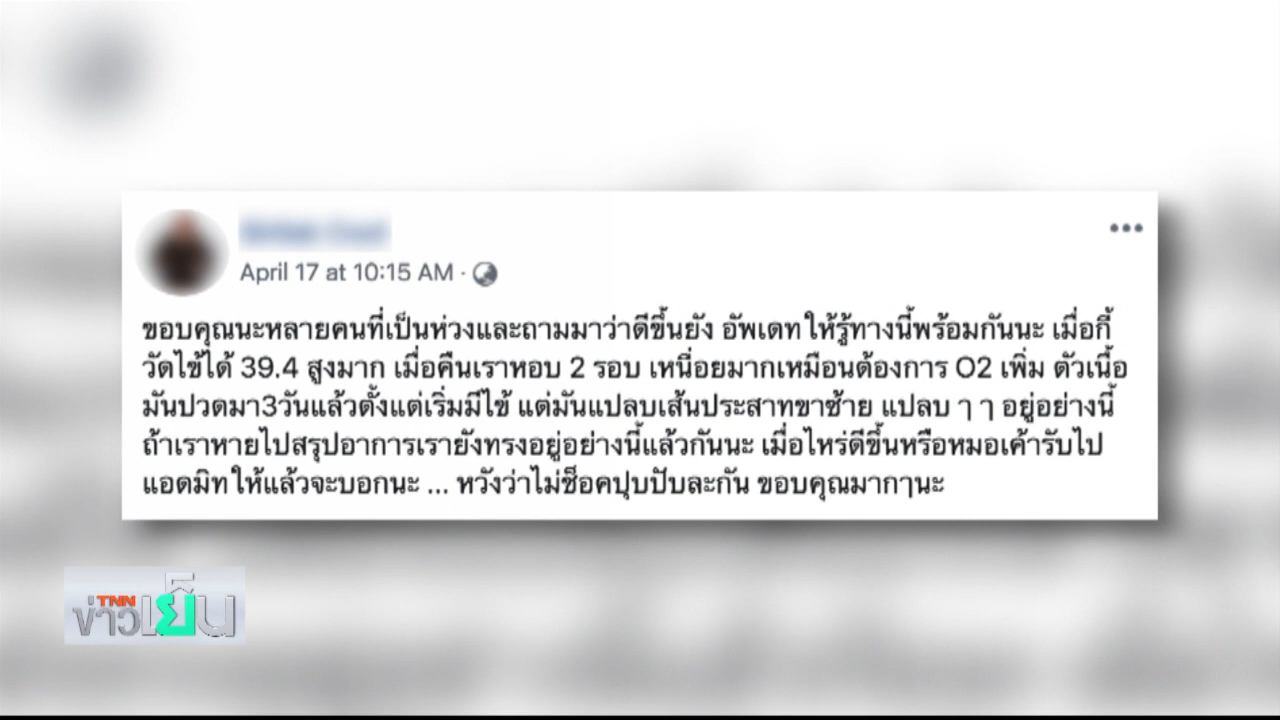 April 17 at 10:15 AM ·
ขอบคุณนะหลายคนที่เป็นห่วงและถามมาว่าดีขึ้นยัง อัพเดทให้รู้ทางนี้พร้อมกันนะ เมื่อกี้
วัดไข้ได้ 39.4 สูงมาก เมื่อคืนเราหอบ 2 รอบ เหนื่อยมากเหมือนต้องการ O2 เพิ่ม ตัวเนื้อ
มันปวดมา3วันแล้วตั้งแต่เริ่มมีไข้ แต่มันแปลบเส้นประสาทขาซ้าย แปลบ ๆ ๆ อยู่อย่างนี้
ถ้าเราหายไปสรุปอาการเรายังทรงอยู่อย่างนี้แล้วกันนะ เมื่อไหร่ดีขึ้นหรือหมอเค้ารับไป
แอดมิทให้แล้วจะบอกนะ ... หวังว่าไม่ช็อคปุบปับละกัน ขอบคุณมากๆนะ
TNN
ข่าวเย็น